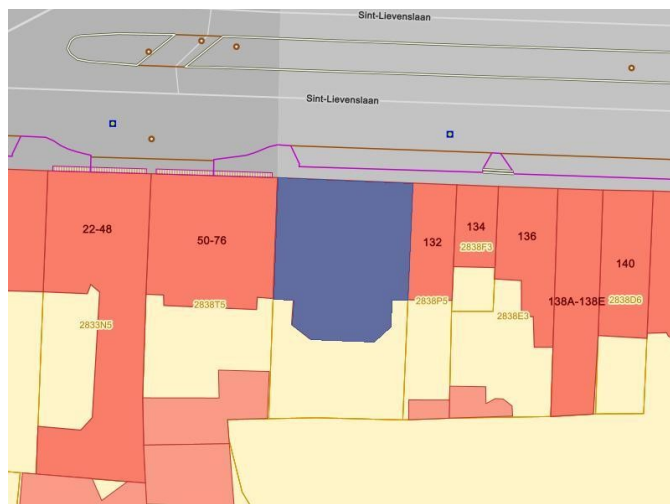 Sint-Lievenslaan
Sint-Lievenslaan
22-48
50-76
132
134
136
140
138A-138E
2838F3
2833N5
2838T5
2838P5
2838E3
2838D6